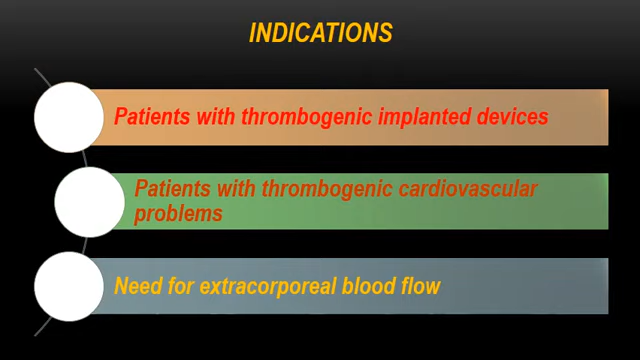 INDICATIONS
Patients with thrombogenic implanted devices
Patients with thrombogenic cardiovascular
problems
Need for extracorporeal blood flow